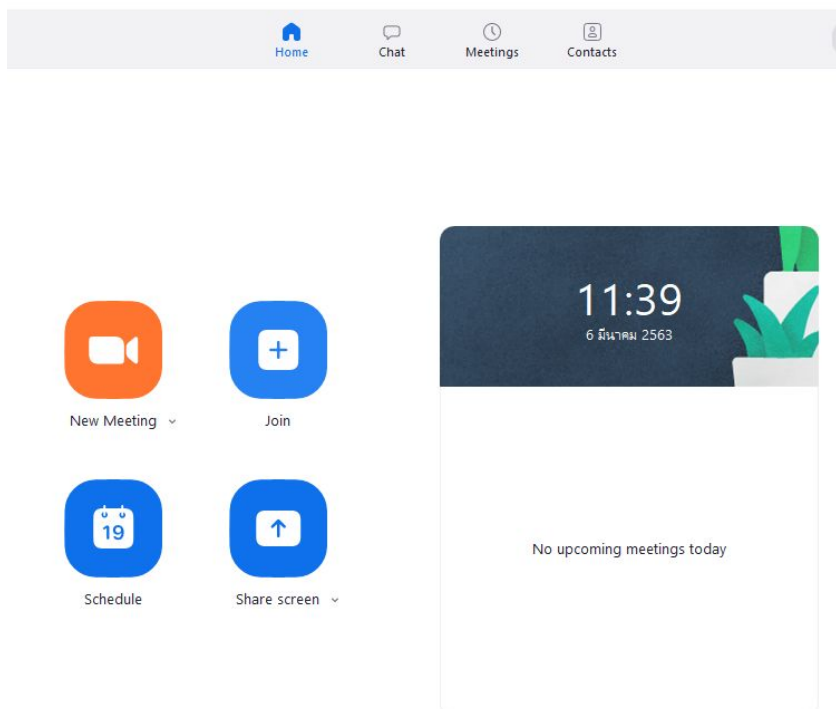 Home
Chat
Meetings
Contacts
11:39
6 มีนาคม 2563
New Meeting
Join
19
Schedule
Share screen
No upcoming meetings today